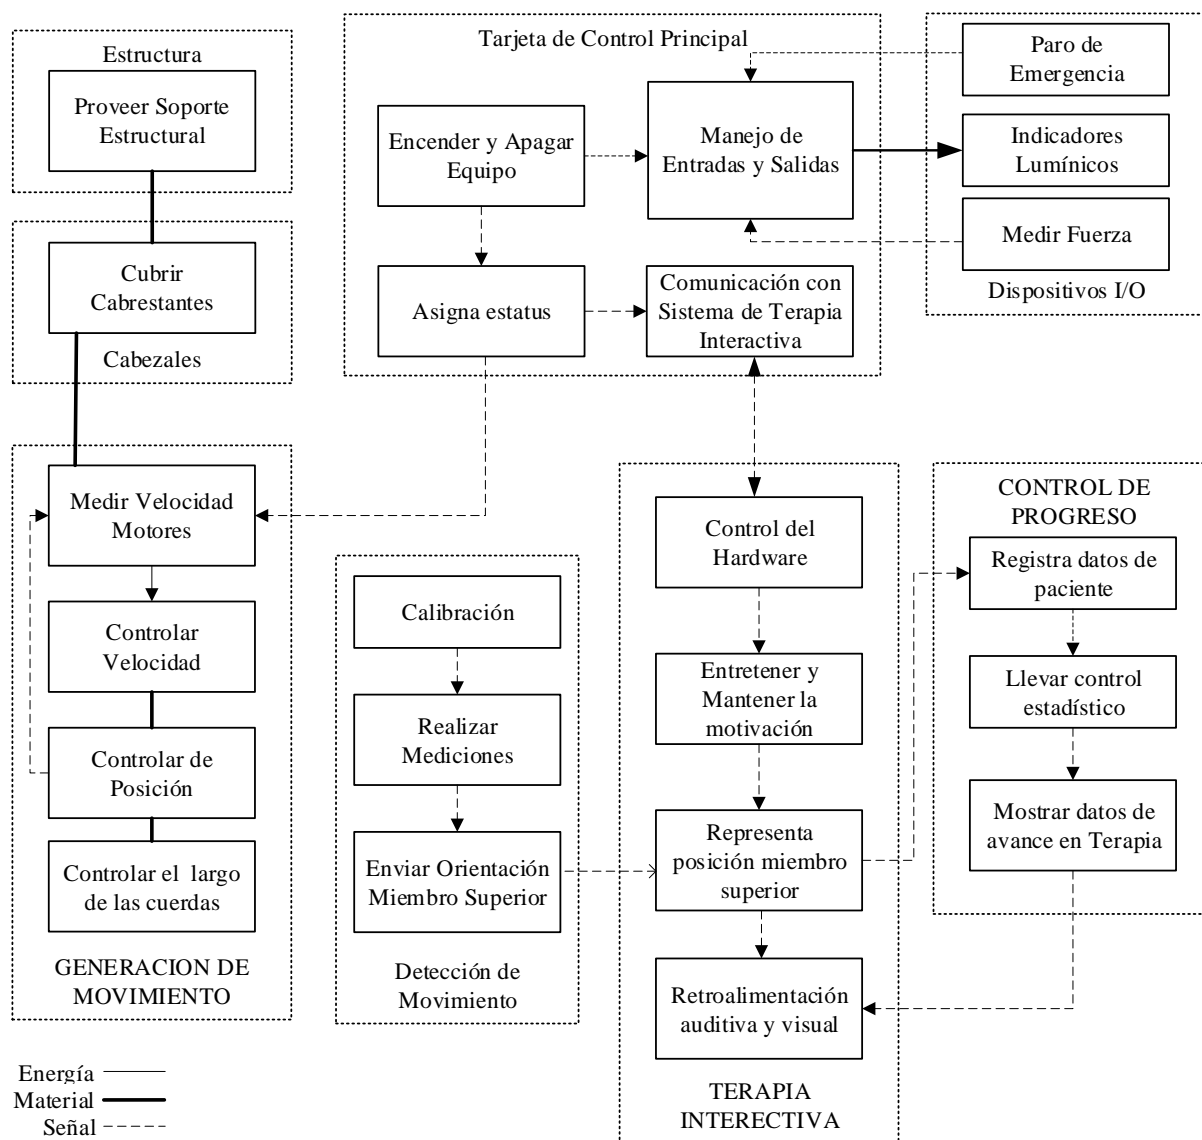 Estructura
Proveer Soporte
Estructural
Cubrir
Cabrestantes
Cabezales
Tarjeta de Control Principal
Encender y Apagar
Equipo
Manejo de
Entradas y Salidas
Asigna estatus
Comunicación con
Sistema de Terapia
Interactiva
Paro de
Emergencia
Indicadores
Lumínicos
Medir Fuerza
Dispositivos I/O
Medir Velocidad
Motores
Controlar
Velocidad
Controlar de
Posición
Controlar el largo
de las cuerdas
GENERACION DE
MOVIMIENTO
Calibración
Realizar
Mediciones
Enviar Orientación
Miembro Superior
Detección de
Movimiento
Control del
Hardware
Entretener y
Mantener la
motivación
Representa
posición miembro
superior
Retroalimentación
auditiva y visual
TERAPIA
INTERECTIVA
CONTROL DE
PROGRESO
Registra datos de
paciente
Llevar control
estadístico
Mostrar datos de
avance en Terapia
Energía
Material
Señal